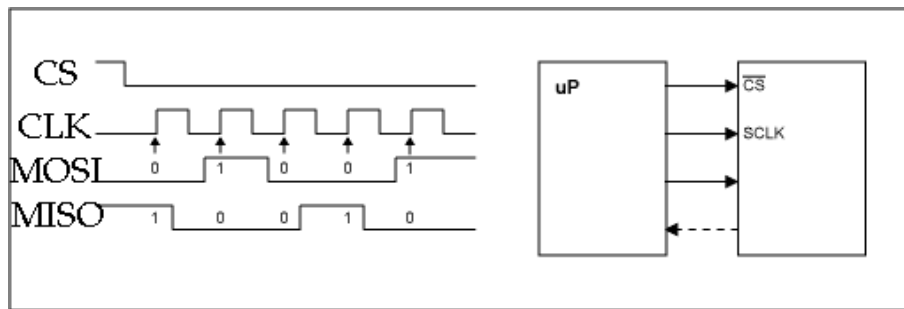 CS
CLK
0 1 0 0 1
MOSI
MISO
1 0 0 1 0
uP
CS
SCLK